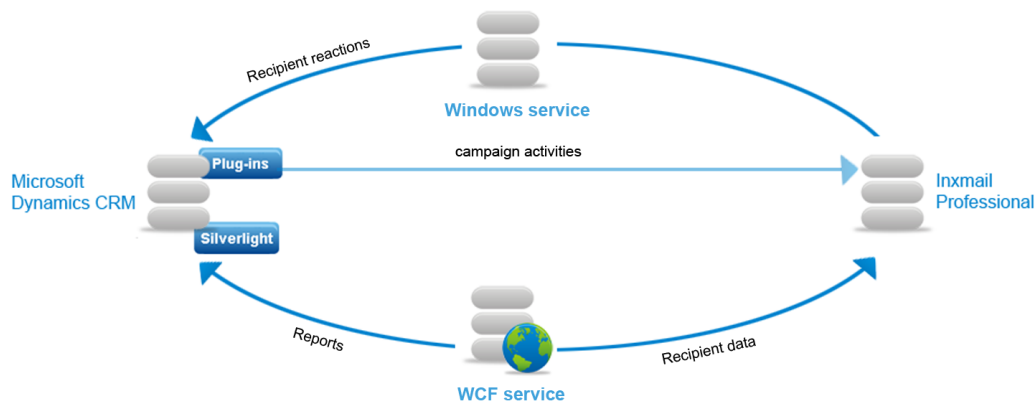 Recipient reactions
Windows service
Plug-ins
campaign activities
Microsoft
Dynamics CRM
Inxmail
Professional
Silverlight
Reports
Recipient data
WCF service